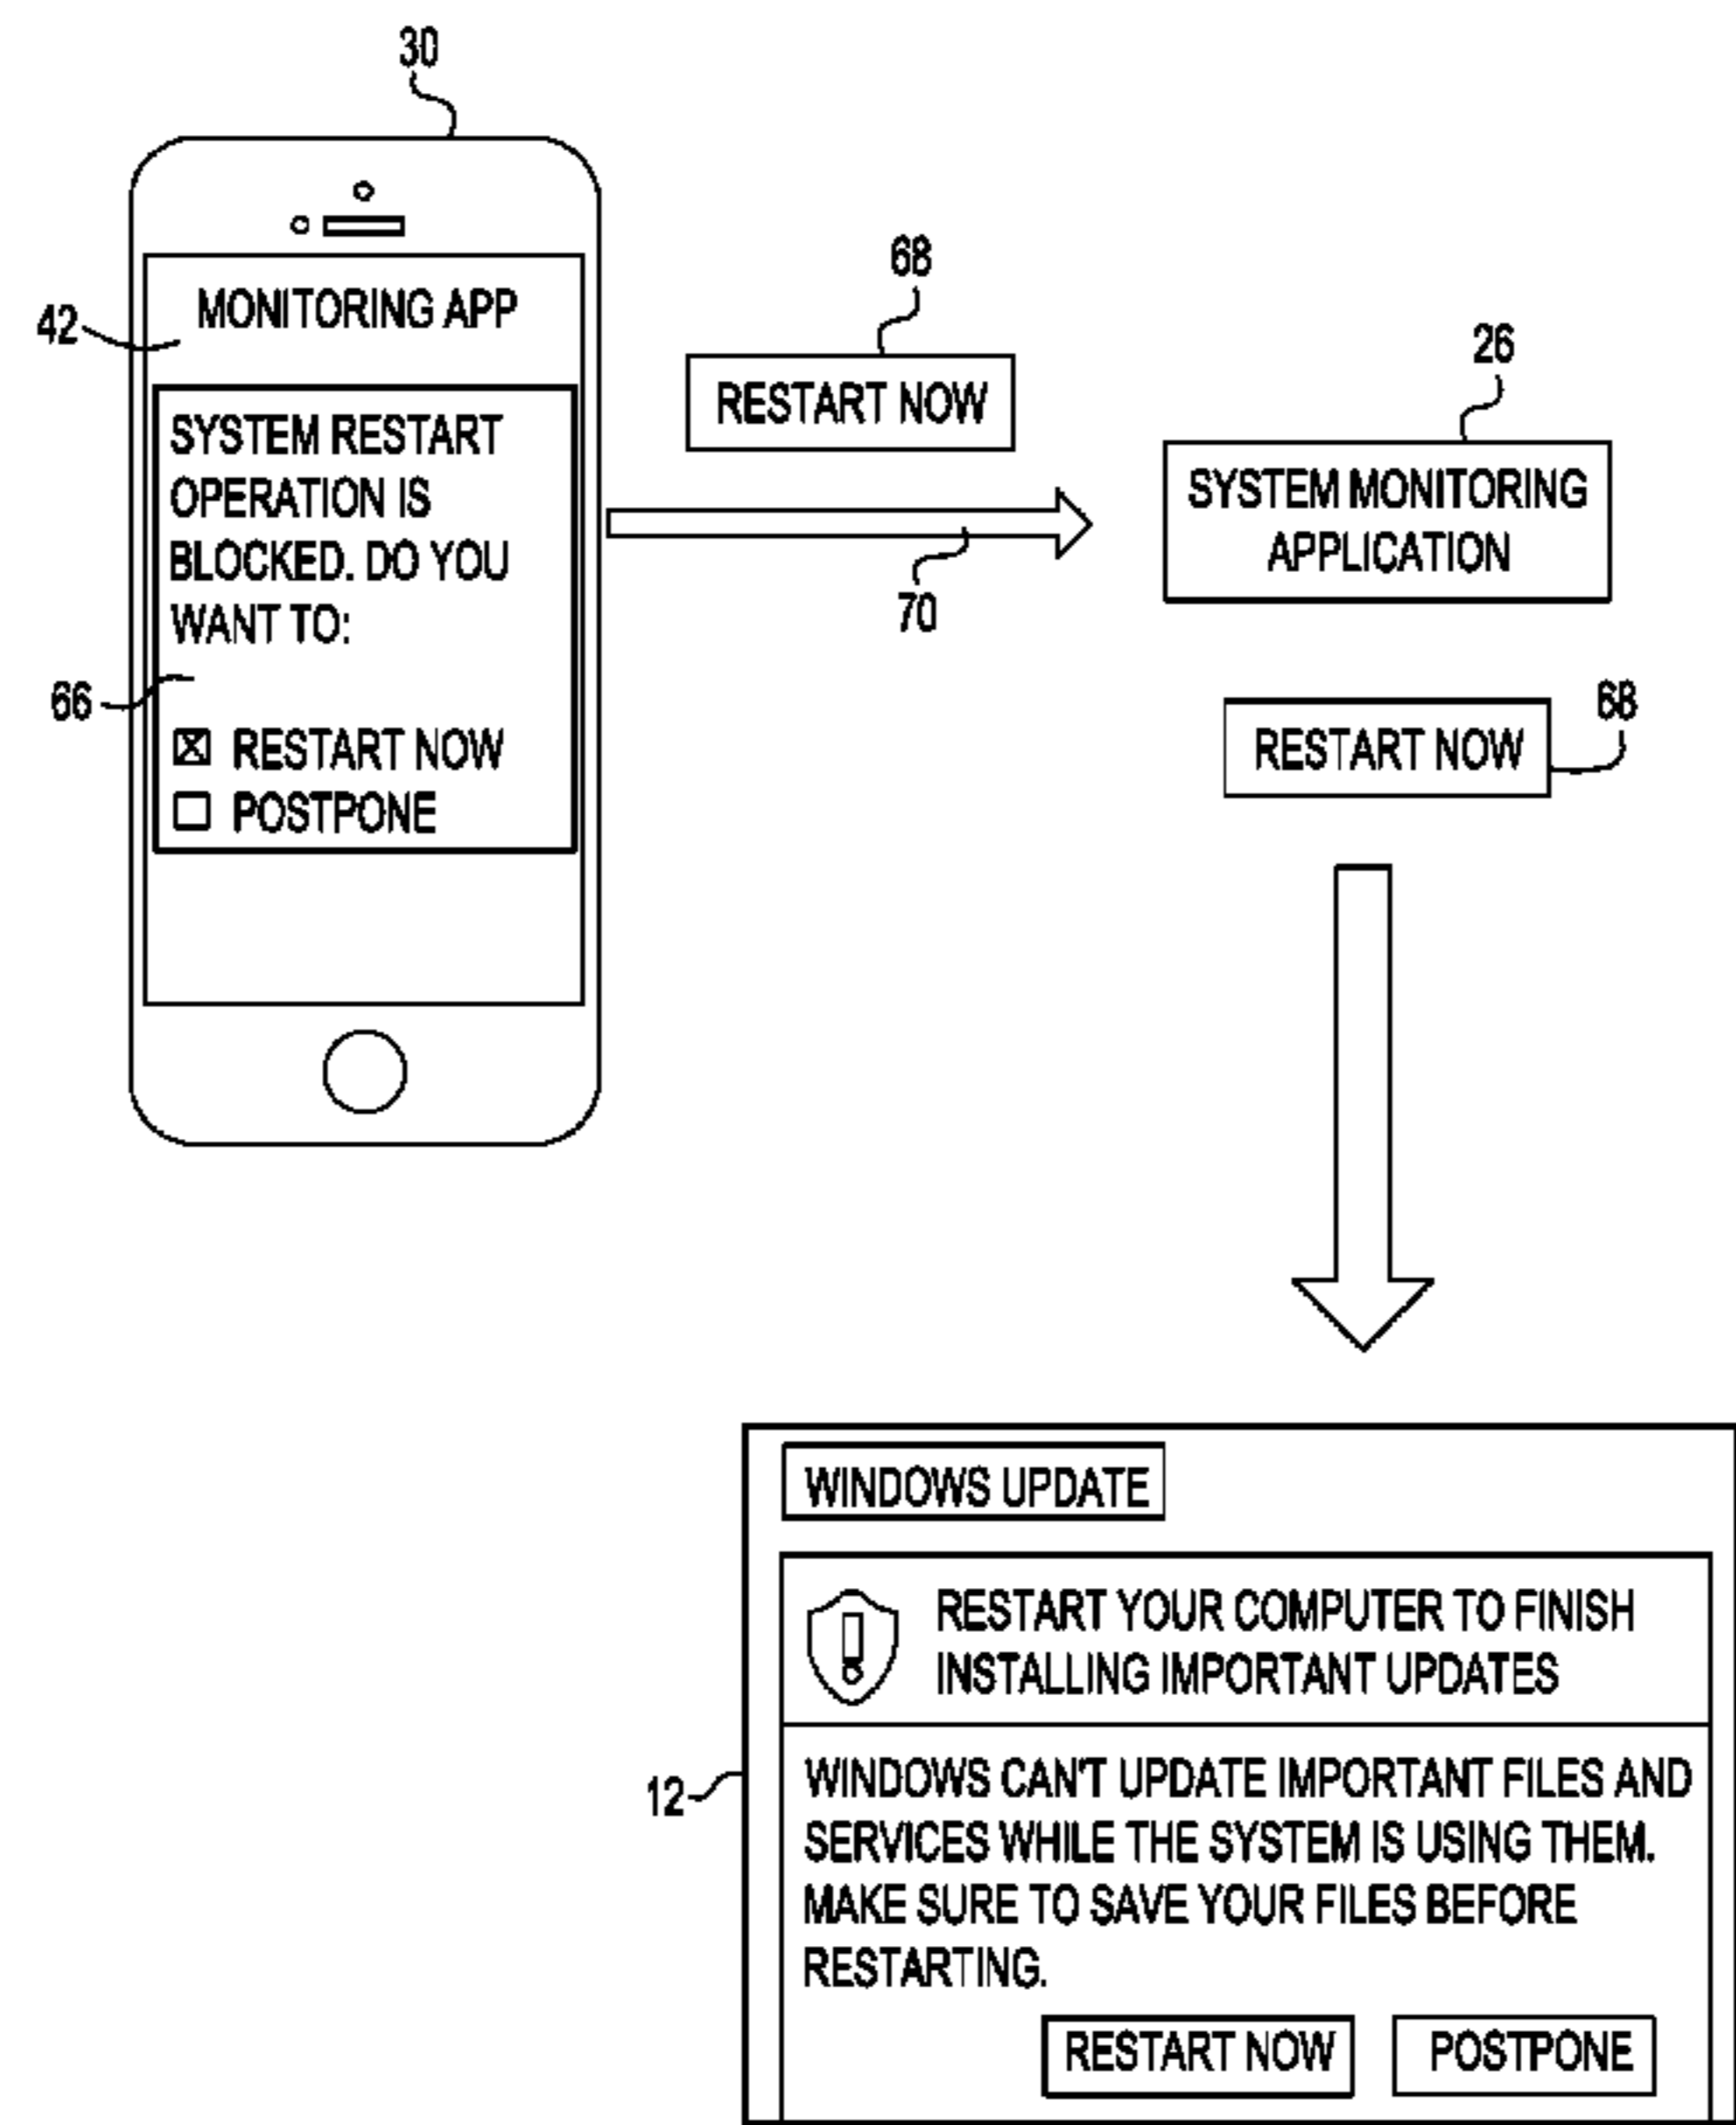 30
MONITORING APP
42
SYSTEM RESTART
OPERATION IS
BLOCKED. DO YOU
WANT TO:
66
RESTART NOW
POSTPONE
68
RESTART NOW
70
26
SYSTEM MONITORING
APPLICATION
RESTART NOW
68
WINDOWS UPDATE
RESTART YOUR COMPUTER TO FINISH
INSTALLING IMPORTANT UPDATES
12
WINDOWS CAN'T UPDATE IMPORTANT FILES AND
SERVICES WHILE THE SYSTEM IS USING THEM.
MAKE SURE TO SAVE YOUR FILES BEFORE
RESTARTING.
RESTART NOW
POSTPONE